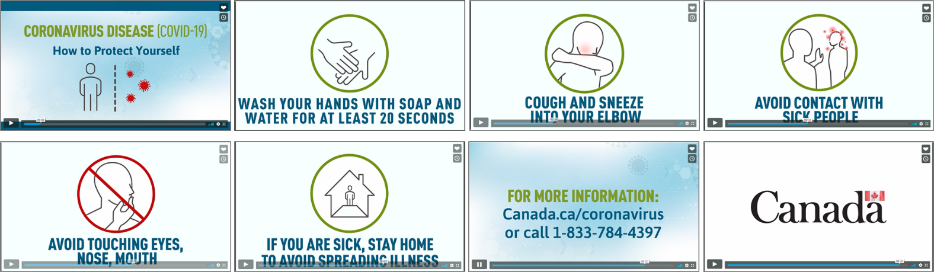 CORONAVIRUS DISEASE (COVID-19)
How to Protect Yourself
WASH YOUR HANDS WITH SOAP AND
WATER FOR AT LEAST 20 SECONDS
COUGH AND SNEEZE
INTO YOUR ELBOW
AVOID CONTACT WITH
SICK PEOPLE
AVOID TOUCHING EYES,
NOSE, MOUTH
IF YOU ARE SICK, STAY HOME
TO AVOID SPREADING ILLNESS
FOR MORE INFORMATION:
Canada.ca/coronavirus
or call 1-833-784-4397
Canada